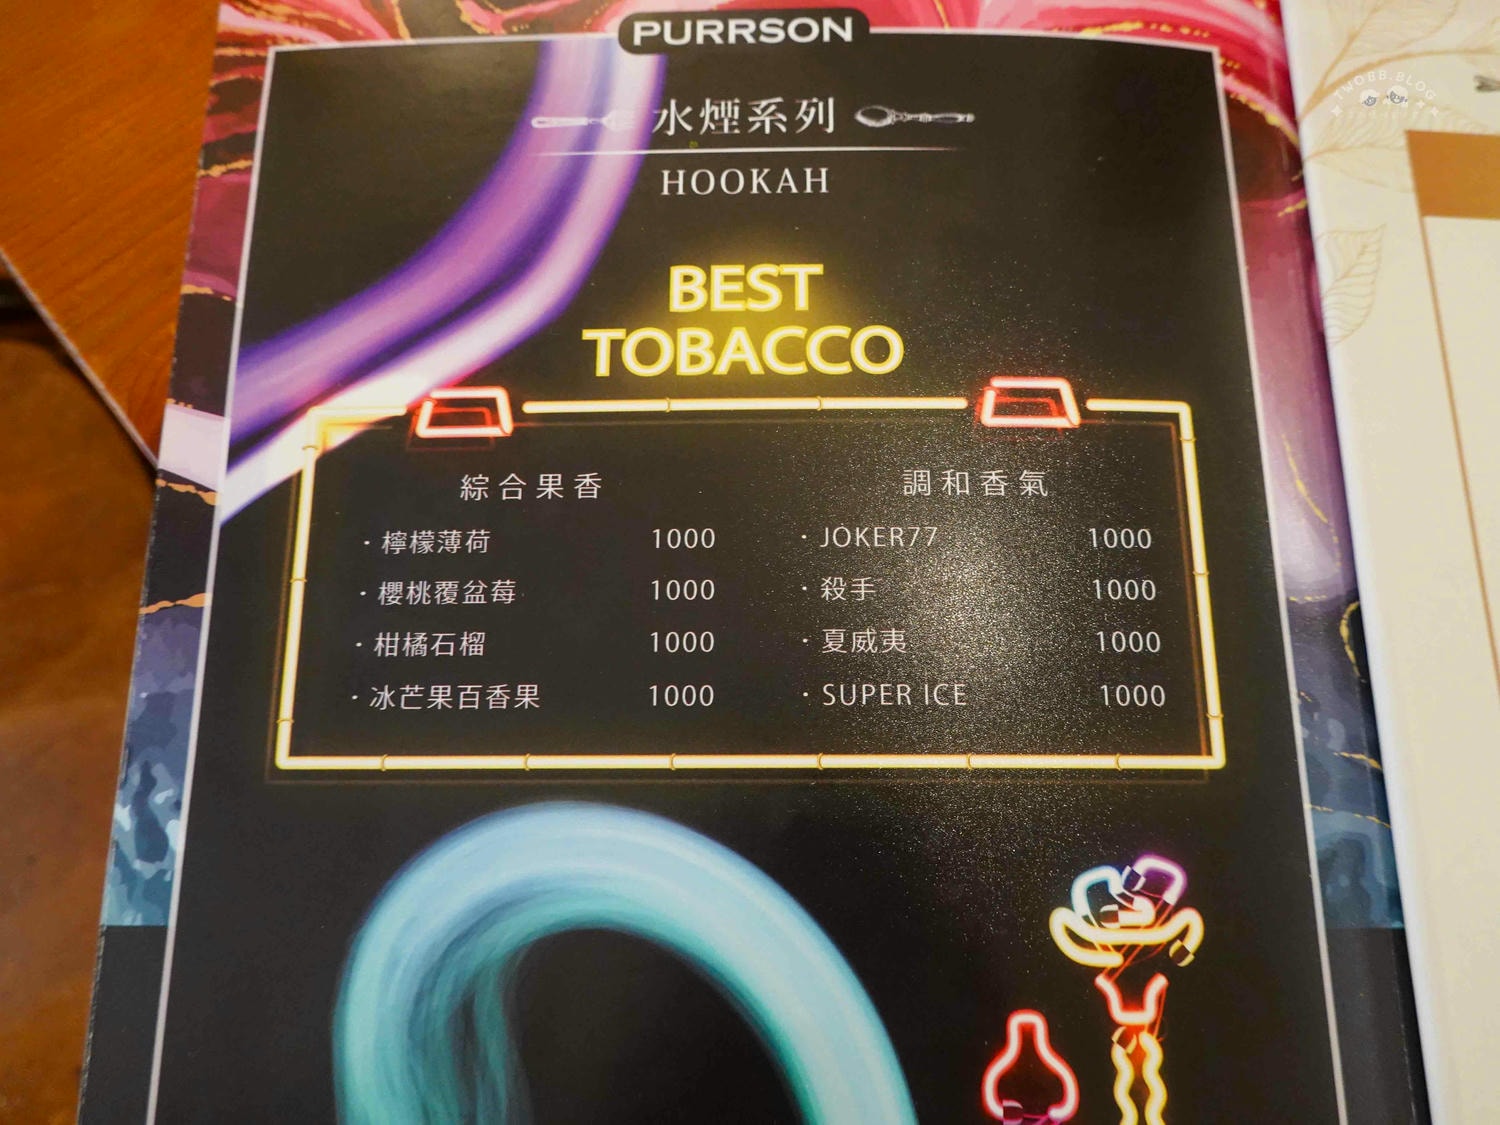 PURRSON
TWOBB.BLOG
水煙系列
HOOKAH
BEST
TOBACCO
綜合果香
· 檸檬薄荷 1000
· 櫻桃覆盆莓 1000
· 柑橘石榴 1000
· 冰芒果百香果 1000
調和香氣
· JOKER77 1000
· 殺手 1000
· 夏威夷 1000
· SUPER ICE 1000